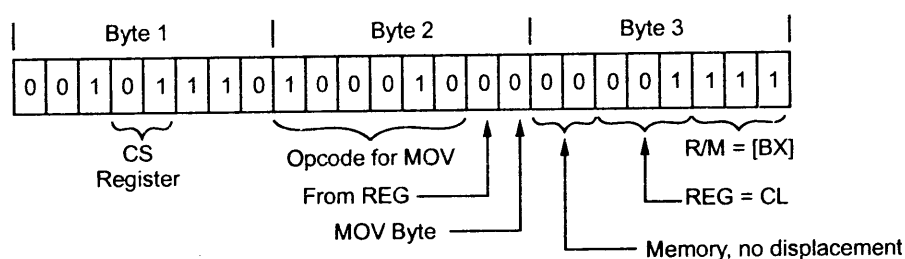 Byte 1 Byte 2 Byte 3
0 0 1 0 1 1 1 0 1 0 0 0 1 0 0 0 0 0 0 0 1 1 1 1
CS
Register
Opcode for MOV
R/M = [BX]
From REG
REG = CL
MOV Byte
Memory, no displacement